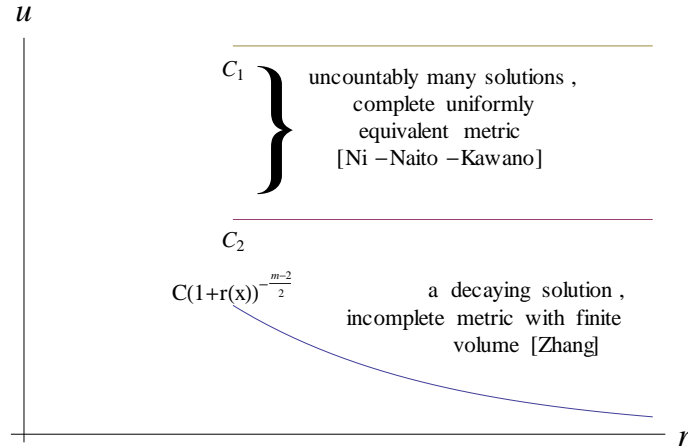 u
C₁
uncountably many solutions ,
complete uniformly
equivalent metric
[Ni −Naito −Kawano]
C₂
C(1+r(x))^{-\frac{m-2}{2}}
a decaying solution ,
incomplete metric with finite
volume [Zhang]
r